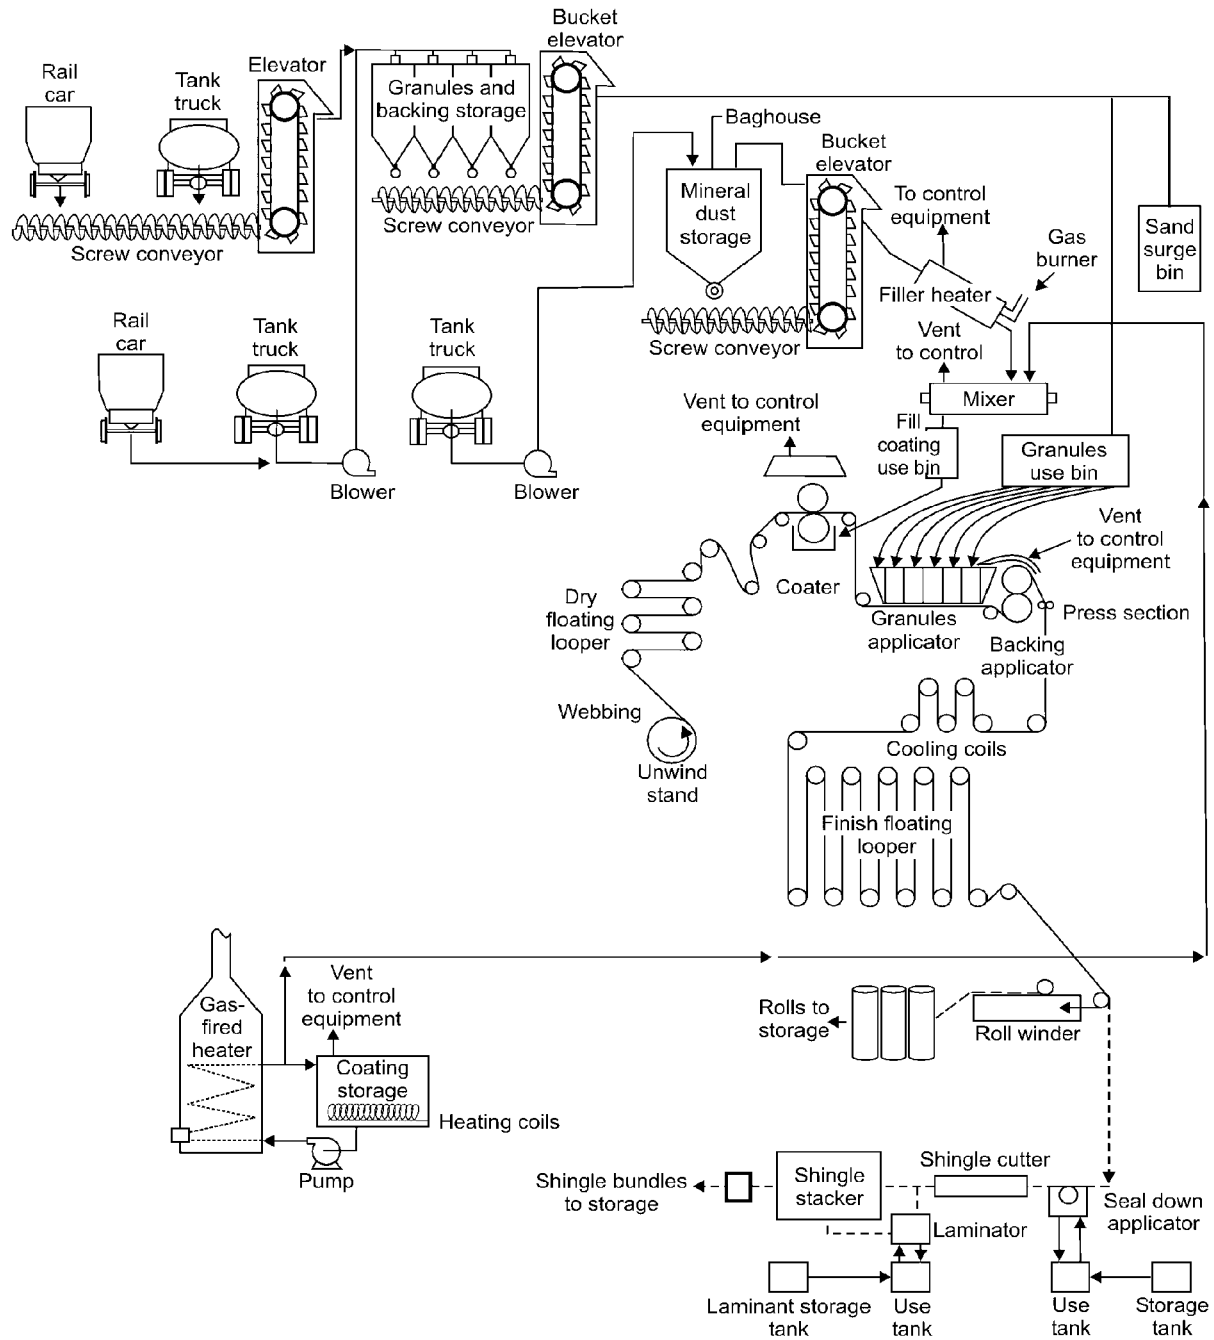 Bucket
elevator
Elevator
Rail
car
Tank
truck
Granules and
backing storage
Screw conveyor
Screw conveyor
Baghouse
Bucket
elevator
Mineral
dust
storage
To control
equipment
Gas
burner
Sand
surge
bin
Filler heater
Screw conveyor
Rail
car
Tank
truck
Tank
truck
Vent
to control
Mixer
Vent to control
equipment
Fill
coating
use bin
Granules
use bin
Blower
Blower
Vent
to control
equipment
Coater
Dry
floating
looper
Granules
applicator
Press section
Backing
applicator
Webbing
Unwind
stand
Cooling coils
Finish floating
looper
Vent
to control
equipment
Gas-
fired
heater
Rolls to
storage
Roll winder
Coating
storage
Heating coils
Pump
Shingle bundles
to storage
Shingle
stacker
Shingle cutter
Seal down
applicator
Laminator
Laminant storage
tank
Use
tank
Use
tank
Storage
tank